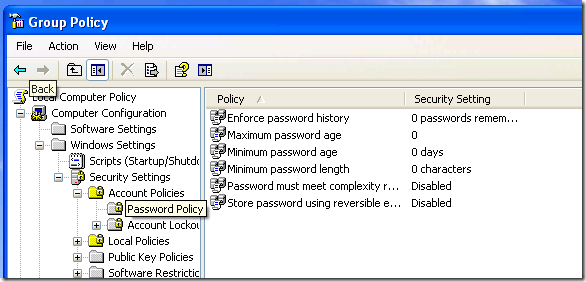 Group Policy
File Action View Help
Back
Local Computer Policy
Computer Configuration
Software Settings
Windows Settings
Scripts (Startup/Shutdo
Security Settings
Account Policies
Password Policy
Account Lockou
Local Policies
Public Key Policies
Software Restriction
Policy Security Setting
Enforce password history 0 passwords remem...
Maximum password age 0
Minimum password age 0 days
Minimum password length 0 characters
Password must meet complexity r... Disabled
Store password using reversible e... Disabled